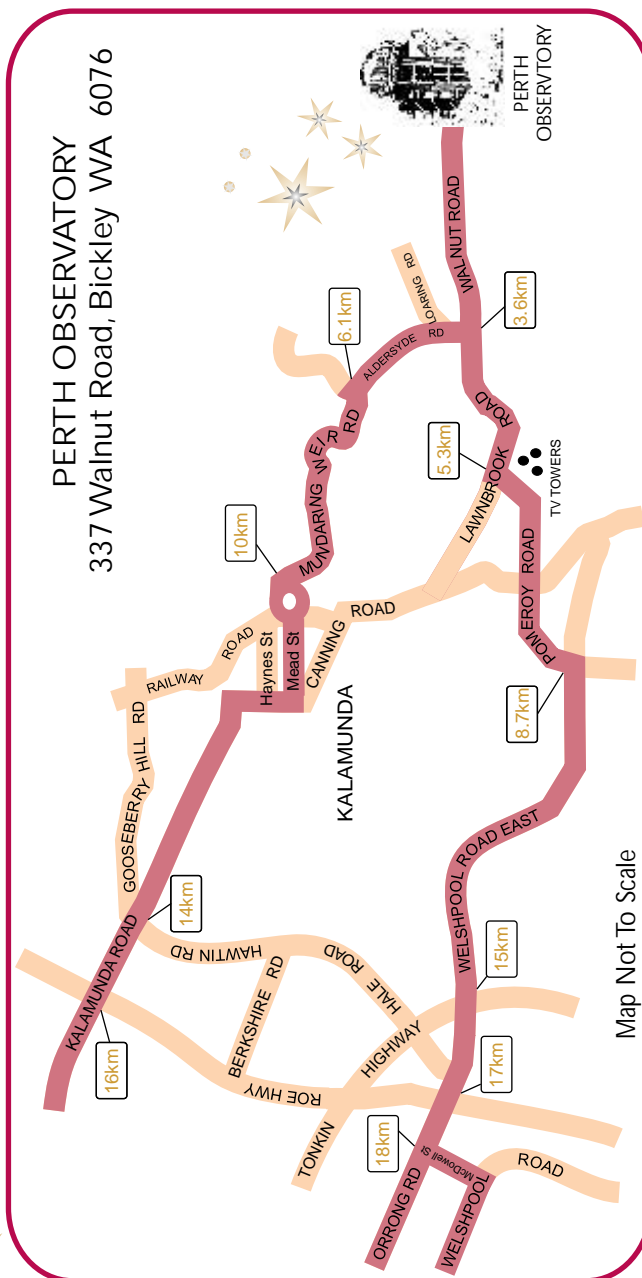 PERTH OBSERVATORY
337 Walnut Road, Bickley WA 6076
PERTH
OBSERVTORY
WALNUT ROAD
LOARING RD
ALDERSYDE RD
3.6km
6.1km
MUNDARING WEIR RD
LAWNBROOK ROAD
5.3km
TV TOWERS
10km
POMEROY ROAD
CANNING ROAD
RAILWAY ROAD
Haynes St
Mead St
8.7km
KALAMUNDA
GOOSEBERRY HILL RD
WELSHPOOL ROAD EAST
KALAMUNDA ROAD
14km
HAWTIN RD
HALE ROAD
BERKSHIRE RD
15km
TONKIN HIGHWAY
16km
ROE HWY
17km
18km
McDowell St
ORRONG RD
WELSHPOOL ROAD
Map Not To Scale